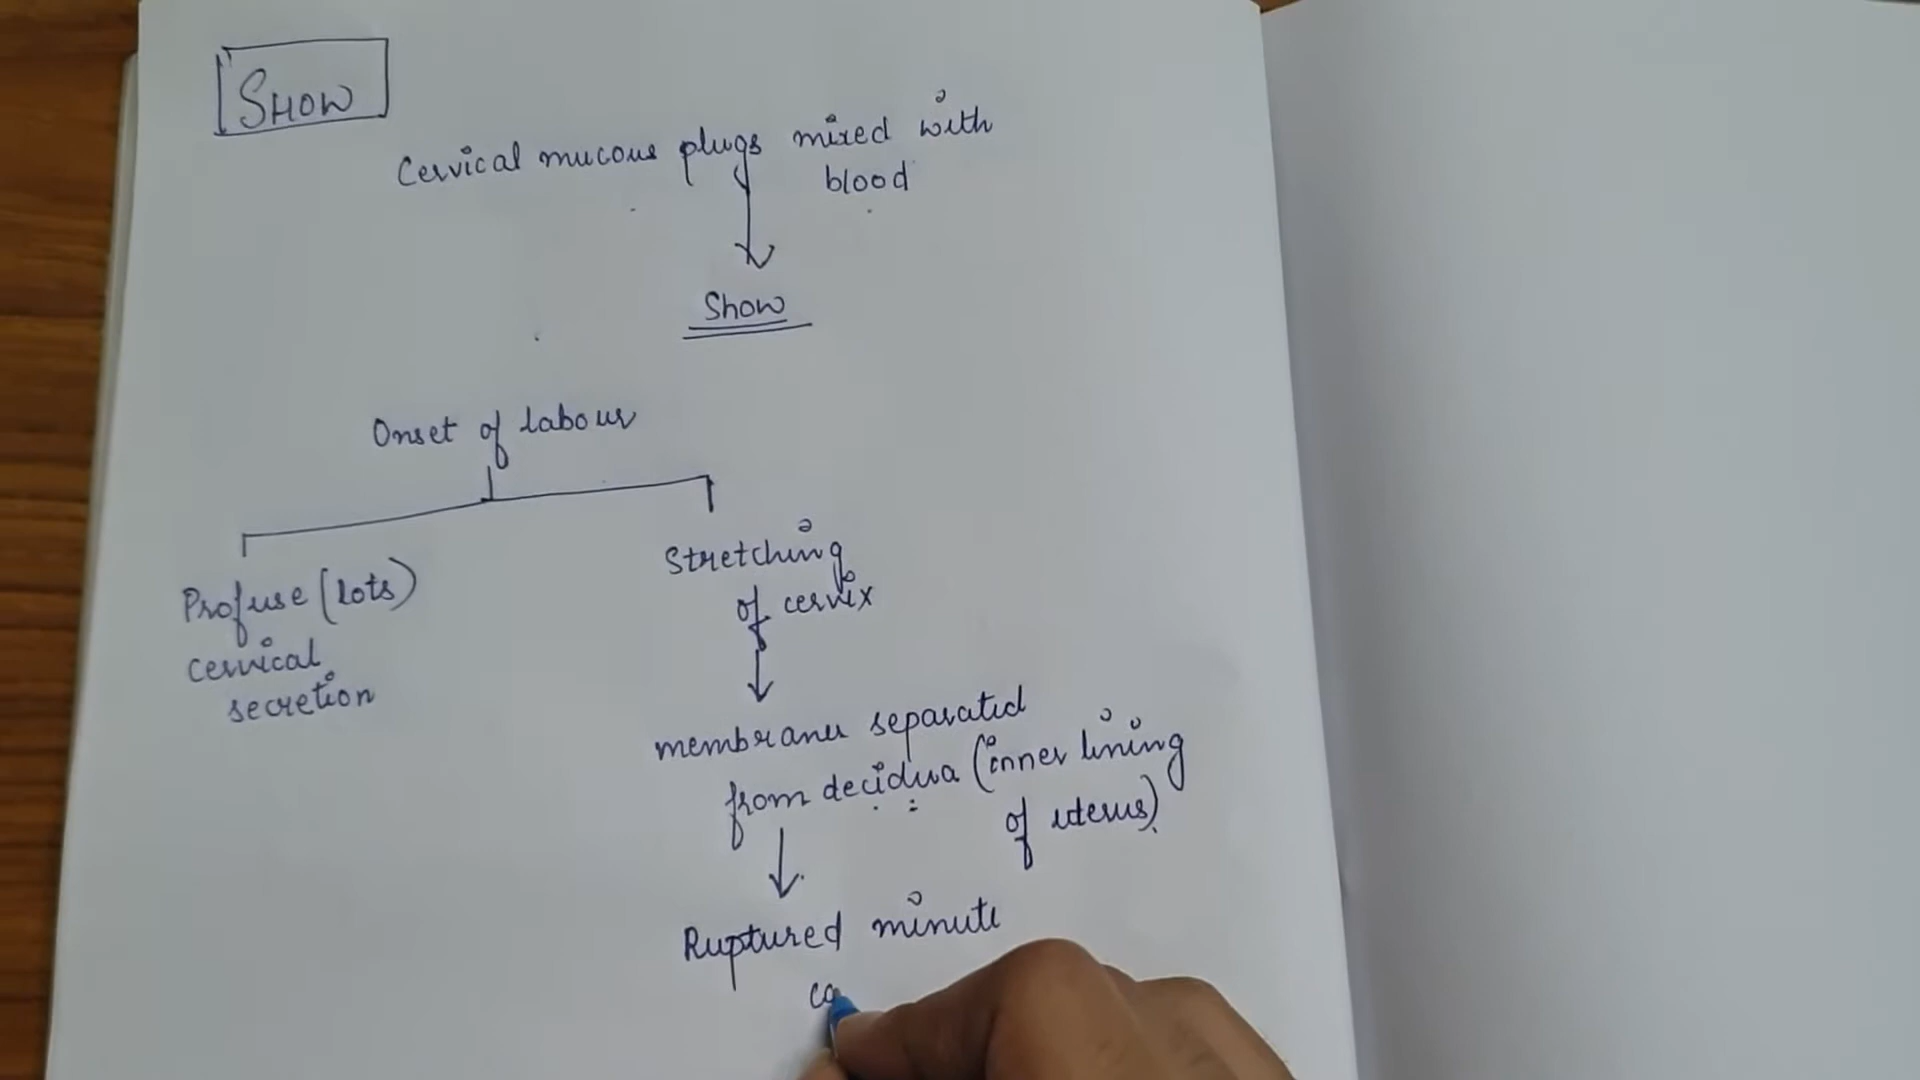 SHOW
Cervical mucous plugs mixed with
blood
Show
Onset of labour
Profuse (lots)
cervical
secretion
Stretching
of cervix
membranes separated
from decidua (inner lining
of uterus)
Ruptured minute
ca